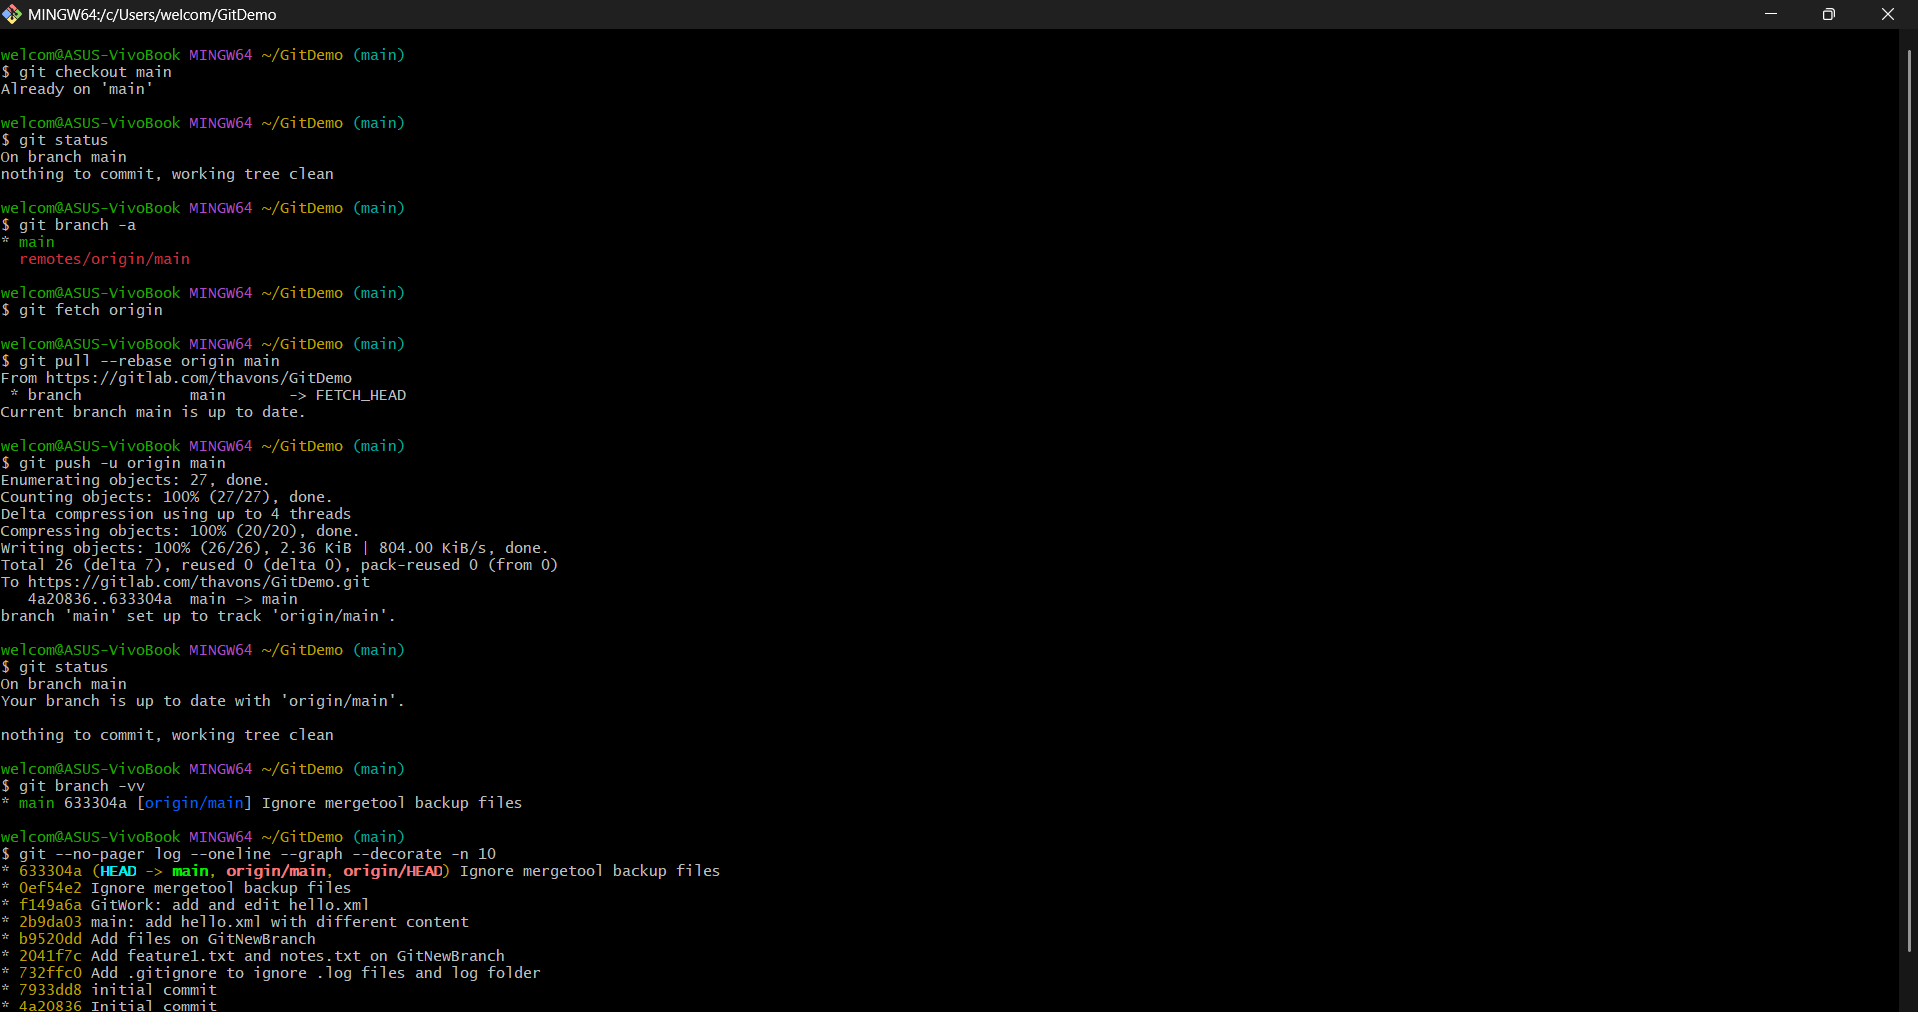 MINGW64:/c/Users/welcom/GitDemo
welcom@ASUS-VivoBook MINGW64 ~/GitDemo (main)
$ git checkout main
Already on 'main'
welcom@ASUS-VivoBook MINGW64 ~/GitDemo (main)
$ git status
On branch main
nothing to commit, working tree clean
welcom@ASUS-VivoBook MINGW64 ~/GitDemo (main)
$ git branch -a
* main
  remotes/origin/main
welcom@ASUS-VivoBook MINGW64 ~/GitDemo (main)
$ git fetch origin
welcom@ASUS-VivoBook MINGW64 ~/GitDemo (main)
$ git pull --rebase origin main
From https://gitlab.com/thavons/GitDemo
 * branch            main       -> FETCH_HEAD
Current branch main is up to date.
welcom@ASUS-VivoBook MINGW64 ~/GitDemo (main)
$ git push -u origin main
Enumerating objects: 27, done.
Counting objects: 100% (27/27), done.
Delta compression using up to 4 threads
Compressing objects: 100% (20/20), done.
Writing objects: 100% (26/26), 2.36 KiB | 804.00 KiB/s, done.
Total 26 (delta 7), reused 0 (delta 0), pack-reused 0 (from 0)
To https://gitlab.com/thavons/GitDemo.git
   4a20836..633304a  main -> main
branch 'main' set up to track 'origin/main'.
welcom@ASUS-VivoBook MINGW64 ~/GitDemo (main)
$ git status
On branch main
Your branch is up to date with 'origin/main'.
nothing to commit, working tree clean
welcom@ASUS-VivoBook MINGW64 ~/GitDemo (main)
$ git branch -vv
* main 633304a [origin/main] Ignore mergetool backup files
welcom@ASUS-VivoBook MINGW64 ~/GitDemo (main)
$ git --no-pager log --oneline --graph --decorate -n 10
* 633304a (HEAD -> main, origin/main, origin/HEAD) Ignore mergetool backup files
* 0ef54e2 Ignore mergetool backup files
* f149a6a GitWork: add and edit hello.xml
* 2b9da03 main: add hello.xml with different content
* b9520dd Add files on GitNewBranch
* 2041f7c Add feature1.txt and notes.txt on GitNewBranch
* 732ffc0 Add .gitignore to ignore .log files and log folder
* 7933dd8 initial commit
* 4a20836 Initial commit